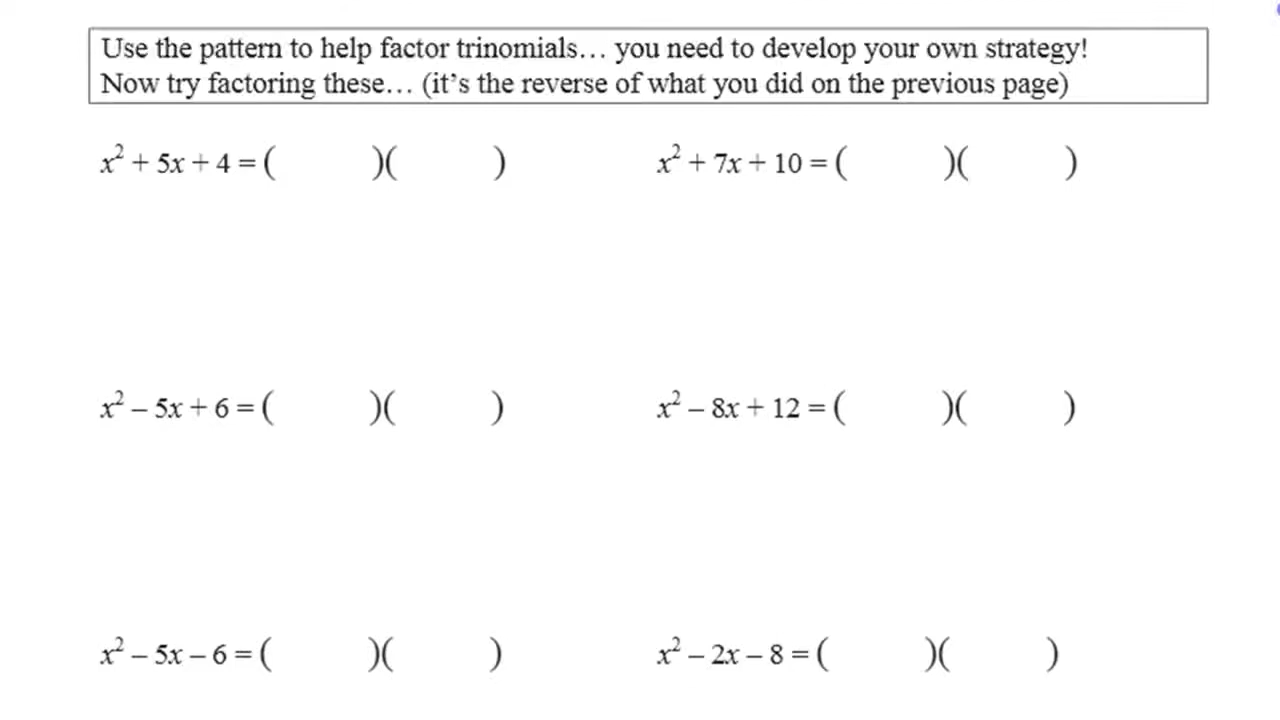 Use the pattern to help factor trinomials… you need to develop your own strategy!
Now try factoring these… (it’s the reverse of what you did on the previous page)
x² + 5x + 4 = (          )(          )
x² + 7x + 10 = (          )(          )
x² – 5x + 6 = (          )(          )
x² – 8x + 12 = (          )(          )
x² – 5x – 6 = (          )(          )
x² – 2x – 8 = (          )(          )